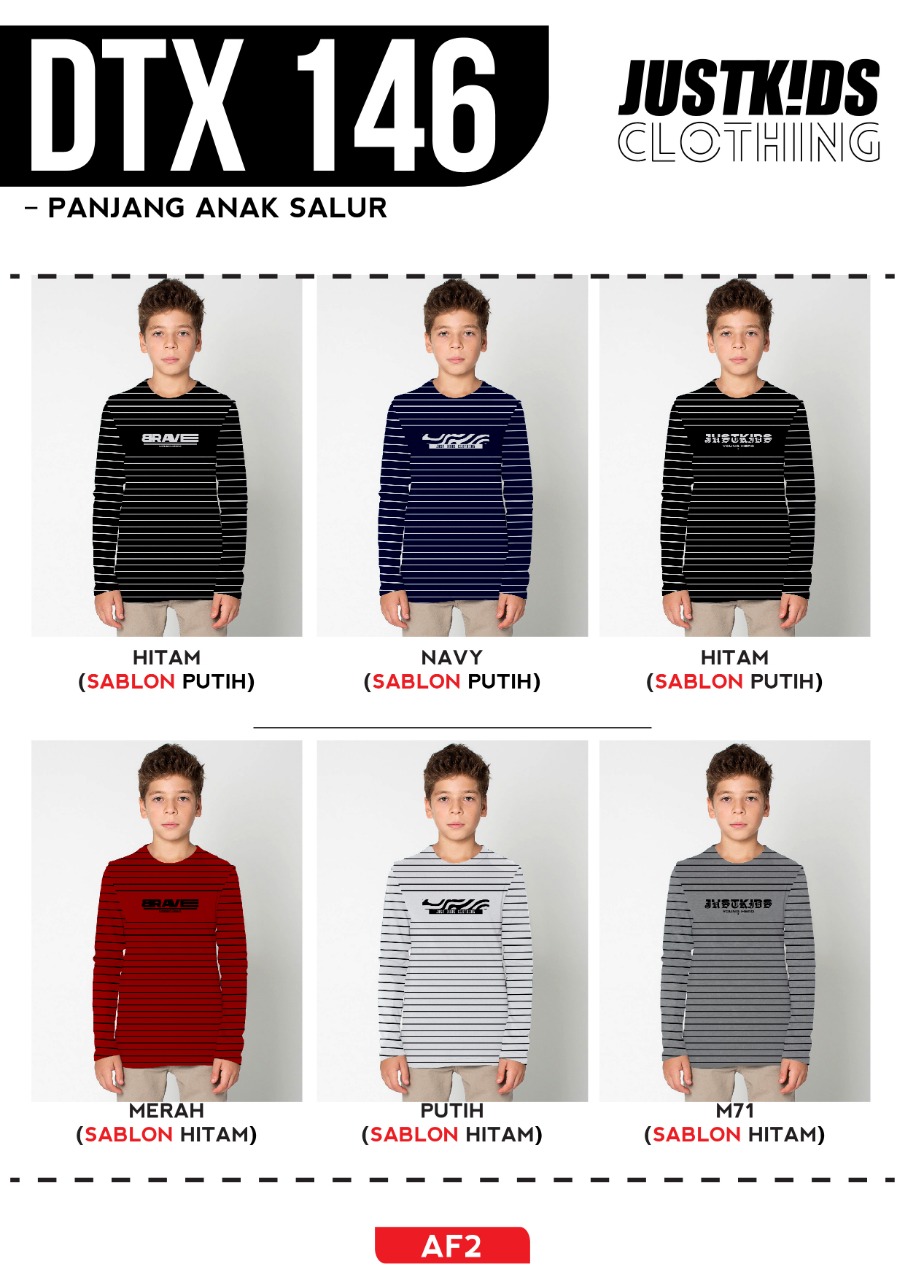 DTX 146
JUSTK!DS
CLOTHING
– PANJANG ANAK SALUR
BRAVE
JUSTKIDS
HITAM
(SABLON PUTIH)
NAVY
(SABLON PUTIH)
HITAM
(SABLON PUTIH)
BRAVE
JUSTKIDS
MERAH
(SABLON HITAM)
PUTIH
(SABLON HITAM)
M71
(SABLON HITAM)
AF2